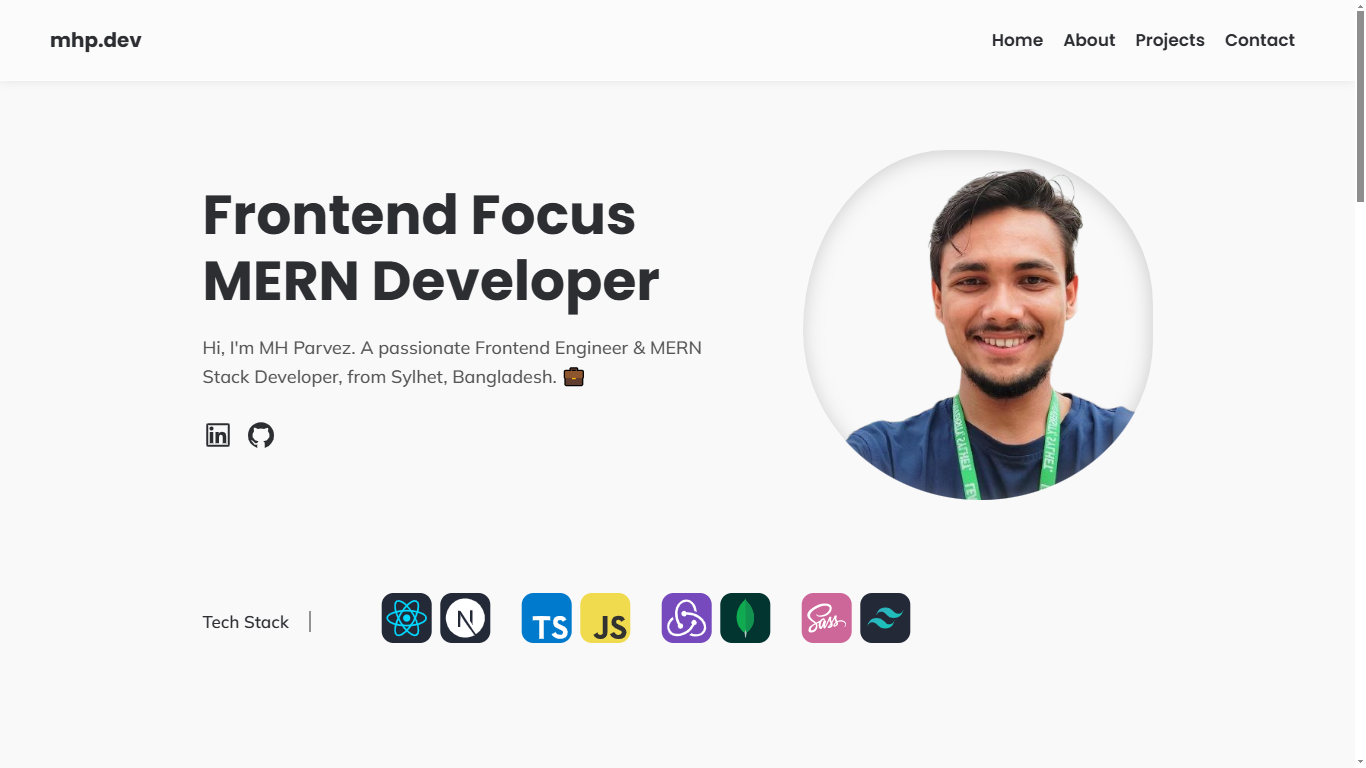 mhp.dev
Home About Projects Contact
Frontend Focus
MERN Developer
Hi, I'm MH Parvez. A passionate Frontend Engineer & MERN
Stack Developer, from Sylhet, Bangladesh. 💼
in
Tech Stack
N TS JS Sass